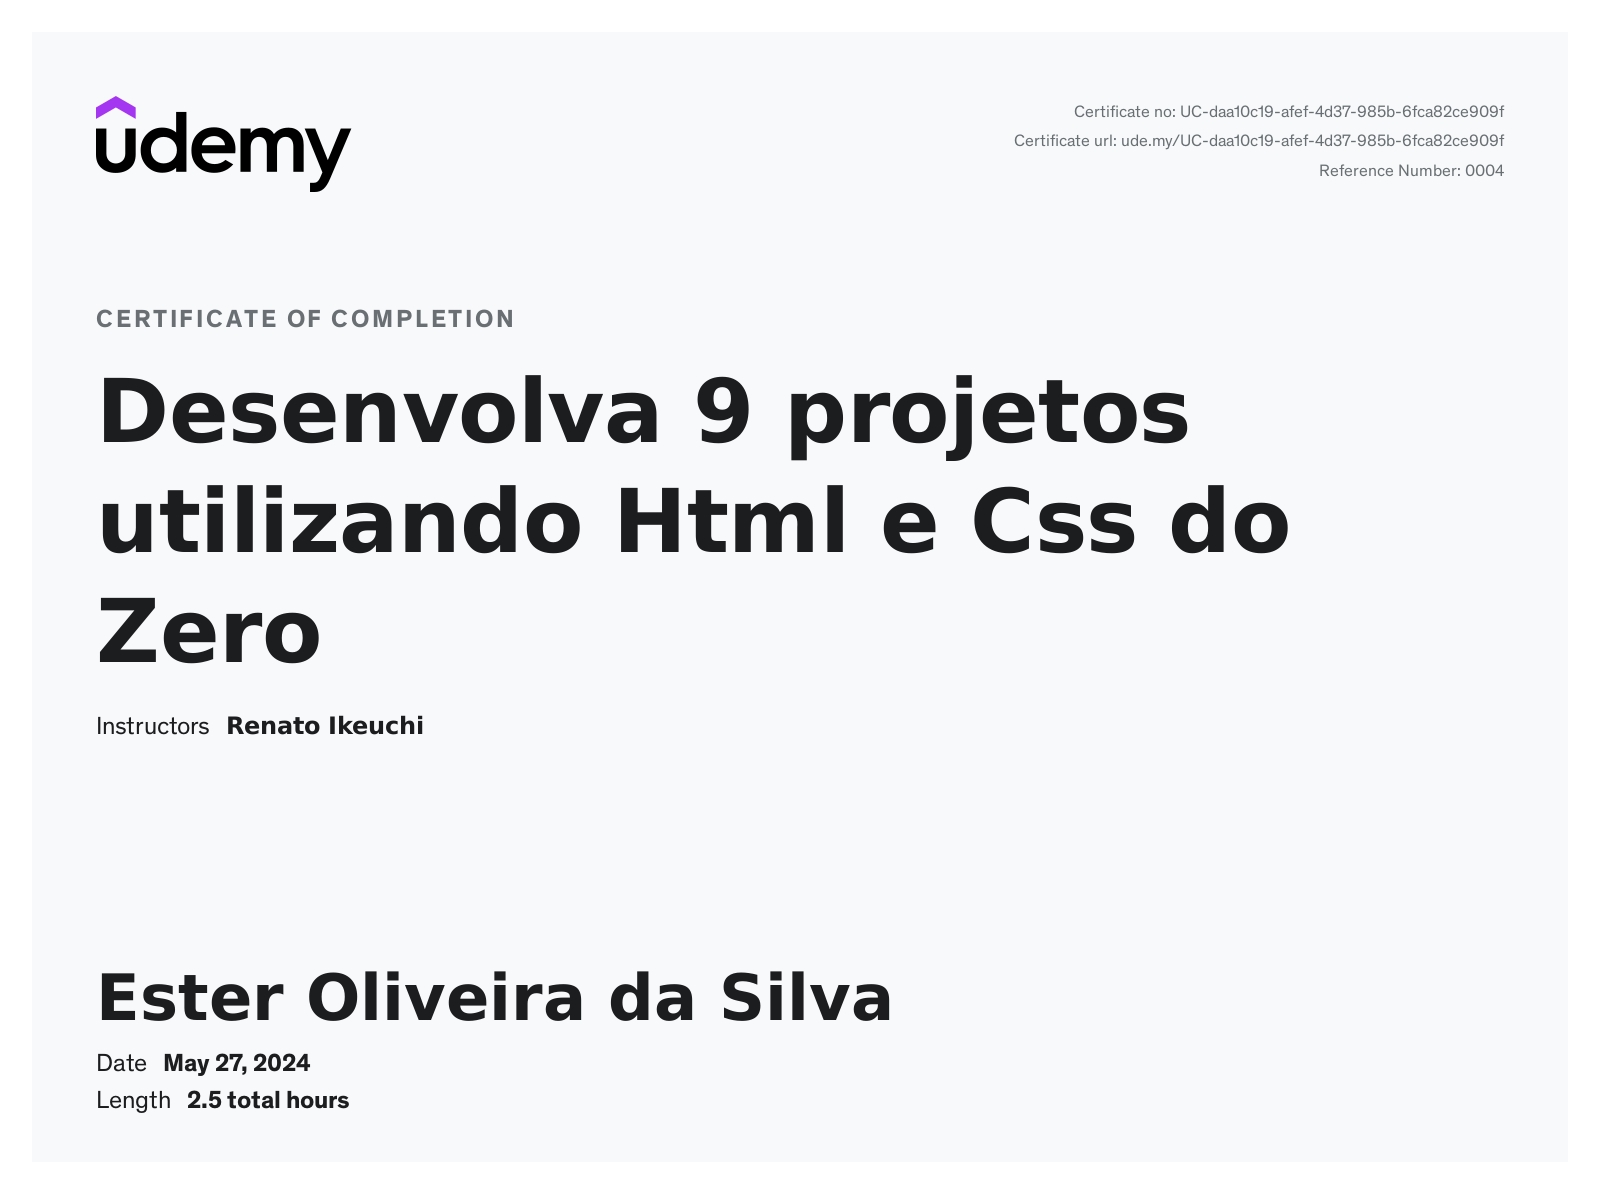 udemy
Certificate no: UC-daa10c19-afef-4d37-985b-6fca82ce909f
Certificate url: ude.my/UC-daa10c19-afef-4d37-985b-6fca82ce909f
Reference Number: 0004
CERTIFICATE OF COMPLETION
Desenvolva 9 projetos
utilizando Html e Css do
Zero
Instructors Renato Ikeuchi
Ester Oliveira da Silva
Date May 27, 2024
Length 2.5 total hours